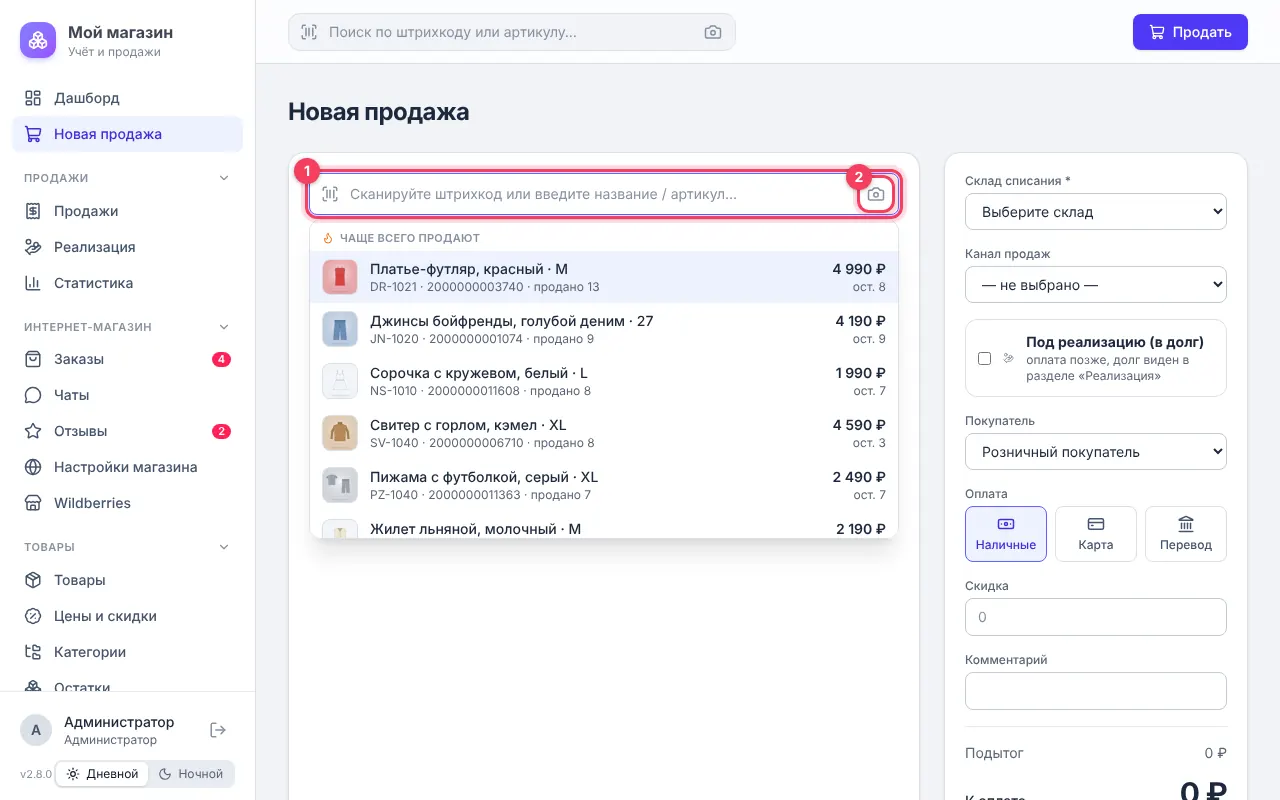 Мой магазин
Учёт и продажи
Дашборд
Новая продажа
ПРОДАЖИ
Продажи
Реализация
Статистика
ИНТЕРНЕТ-МАГАЗИН
Заказы 4
Чаты
Отзывы 2
Настройки магазина
Wildberries
ТОВАРЫ
Товары
Цены и скидки
Категории
Остатки
А Администратор
Администратор
v2.8.0 Дневной Ночной
Поиск по штрихкоду или артикулу...
Продать
Новая продажа
1
2
Сканируйте штрихкод или введите название / артикул...
ЧАЩЕ ВСЕГО ПРОДАЮТ
Платье-футляр, красный · M 4 990 ₽
DR-1021 · 2000000003740 · продано 13 ост. 8
Джинсы бойфренды, голубой деним · 27 4 190 ₽
JN-1020 · 2000000001074 · продано 9 ост. 9
Сорочка с кружевом, белый · L 1 990 ₽
NS-1010 · 2000000011608 · продано 8 ост. 7
Свитер с горлом, кэмел · XL 4 590 ₽
SV-1040 · 2000000006710 · продано 8 ост. 3
Пижама с футболкой, серый · XL 2 490 ₽
PZ-1040 · 2000000011363 · продано 7 ост. 7
Жилет льняной, молочный · M 2 190 ₽
Склад списания *
Выберите склад
Канал продаж
— не выбрано —
Под реализацию (в долг)
оплата позже, долг виден в
разделе «Реализация»
Покупатель
Розничный покупатель
Оплата
Наличные Карта Перевод
Скидка
0
Комментарий
Подытог 0 ₽
К оплате 0 ₽